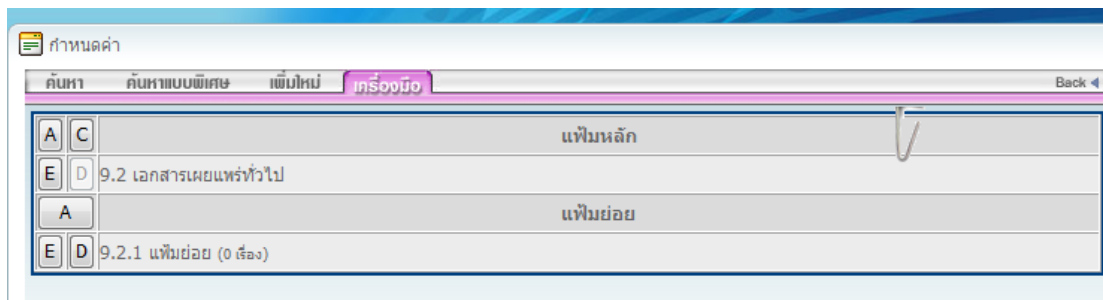 กำหนดค่า
ค้นหา ค้นหาแบบพิเศษ เพิ่มใหม่ เครื่องมือ Back
A C แฟ้มหลัก
E D 9.2 เอกสารเผยแพร่ทั่วไป
A แฟ้มย่อย
E D 9.2.1 แฟ้มย่อย (0 เรื่อง)